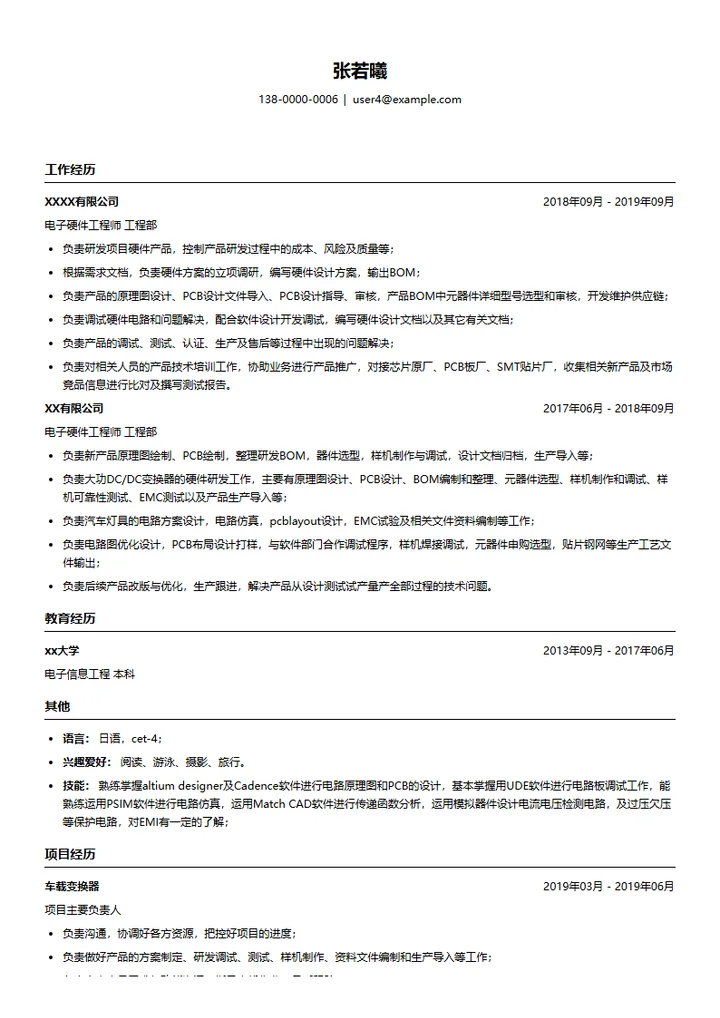 张若曦
138-0000-0006 | user4@example.com
工作经历
XXXX有限公司 2018年09月 - 2019年09月
电子硬件工程师 工程部
• 负责研发项目硬件产品，控制产品研发过程中的成本、风险及质量等；
• 根据需求文档，负责硬件方案的立项调研，编写硬件设计方案，输出BOM；
• 负责产品的原理图设计、PCB设计文件导入、PCB设计指导、审核，产品BOM中元器件详细型号选型和审核，开发维护供应链；
• 负责调试硬件电路和问题解决，配合软件设计开发调试，编写硬件设计文档以及其它有关文档；
• 负责产品的调试、测试、认证、生产及售后等过程中出现的问题解决；
• 负责对相关人员的产品技术培训工作，协助业务进行产品推广，对接芯片原厂、PCB板厂、SMT贴片厂，收集相关新产品及市场
竞品信息进行比对及撰写测试报告。
XX有限公司 2017年06月 - 2018年09月
电子硬件工程师 工程部
• 负责新产品原理图绘制、PCB绘制，整理研发BOM，器件选型，样机制作与调试，设计文档归档，生产导入等；
• 负责大功DC/DC变换器的硬件研发工作，主要有原理图设计、PCB设计、BOM编制和整理、元器件选型、样机制作和调试、样
机可靠性测试、EMC测试以及产品生产导入等；
• 负责汽车灯具的电路方案设计，电路仿真，pcblayout设计，EMC试验及相关文件资料编制等工作；
• 负责电路图优化设计，PCB布局设计打样，与软件部门合作调试程序，样机焊接调试，元器件申购选型，贴片钢网等生产工艺文
件输出；
• 负责后续产品改版与优化，生产跟进，解决产品从设计测试试产量产全部过程的技术问题。
教育经历
xx大学 2013年09月 - 2017年06月
电子信息工程 本科
其他
• 语言： 日语，cet-4；
• 兴趣爱好： 阅读、游泳、摄影、旅行。
• 技能： 熟练掌握altium designer及Cadence软件进行电路原理图和PCB的设计，基本掌握用UDE软件进行电路板调试工作，能
熟练运用PSIM软件进行电路仿真，运用Match CAD软件进行传递函数分析，运用模拟器件设计电流电压检测电路，及过压欠压
等保护电路，对EMI有一定的了解；
项目经历
车载变换器 2019年03月 - 2019年06月
项目主要负责人
• 负责沟通，协调好各方资源，把控好项目的进度；
• 负责做好产品的方案制定、研发调试、测试、样机制作、资料文件编制和生产导入等工作；